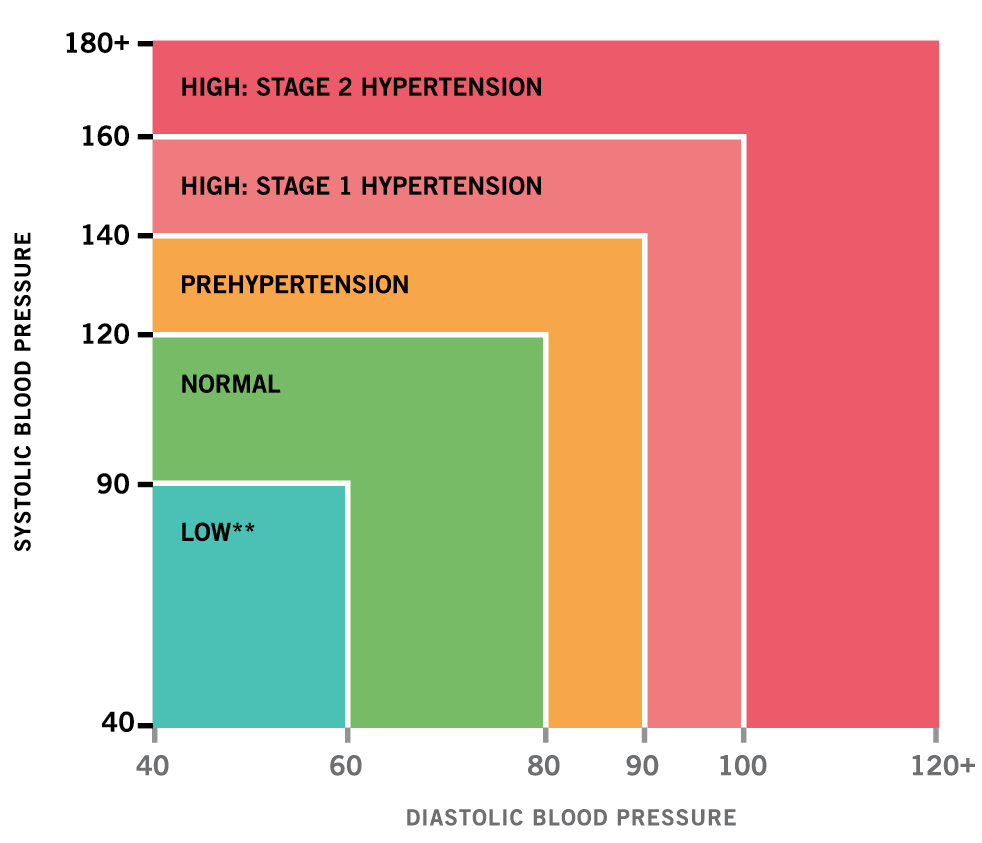 180+
HIGH: STAGE 2 HYPERTENSION
160
HIGH: STAGE 1 HYPERTENSION
140
PREHYPERTENSION
120
NORMAL
90
LOW**
40
SYSTOLIC BLOOD PRESSURE
40 60 80 90 100 120+
DIASTOLIC BLOOD PRESSURE